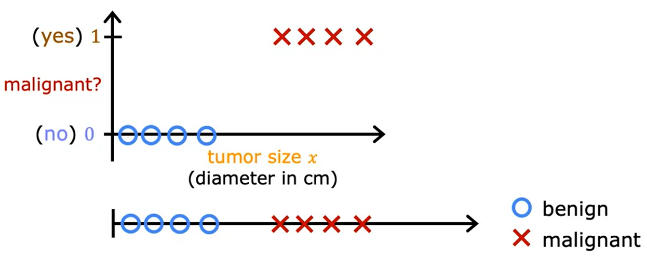 (yes) 1
malignant?
(no) 0
tumor size x
(diameter in cm)
benign
malignant